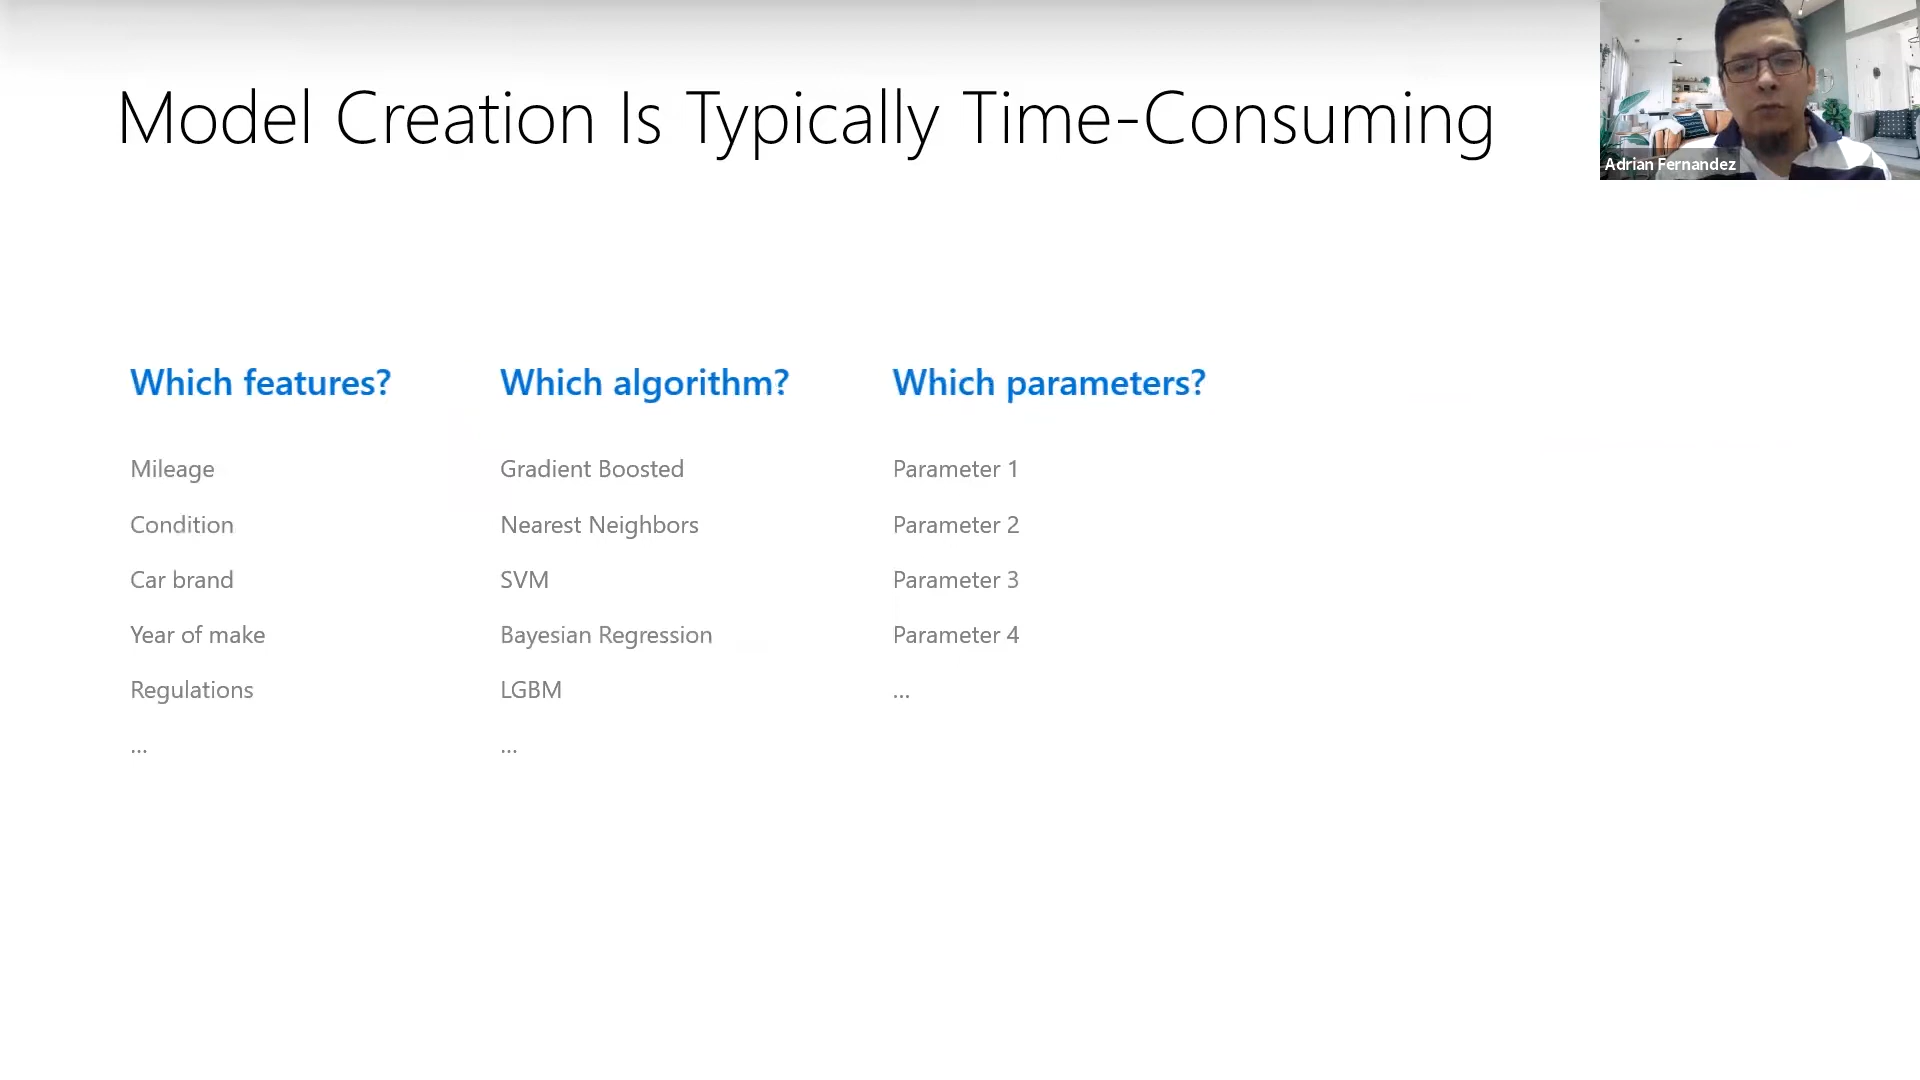 Model Creation Is Typically Time-Consuming
Adrian Fernandez
Which features?
Mileage
Condition
Car brand
Year of make
Regulations
...
Which algorithm?
Gradient Boosted
Nearest Neighbors
SVM
Bayesian Regression
LGBM
...
Which parameters?
Parameter 1
Parameter 2
Parameter 3
Parameter 4
...